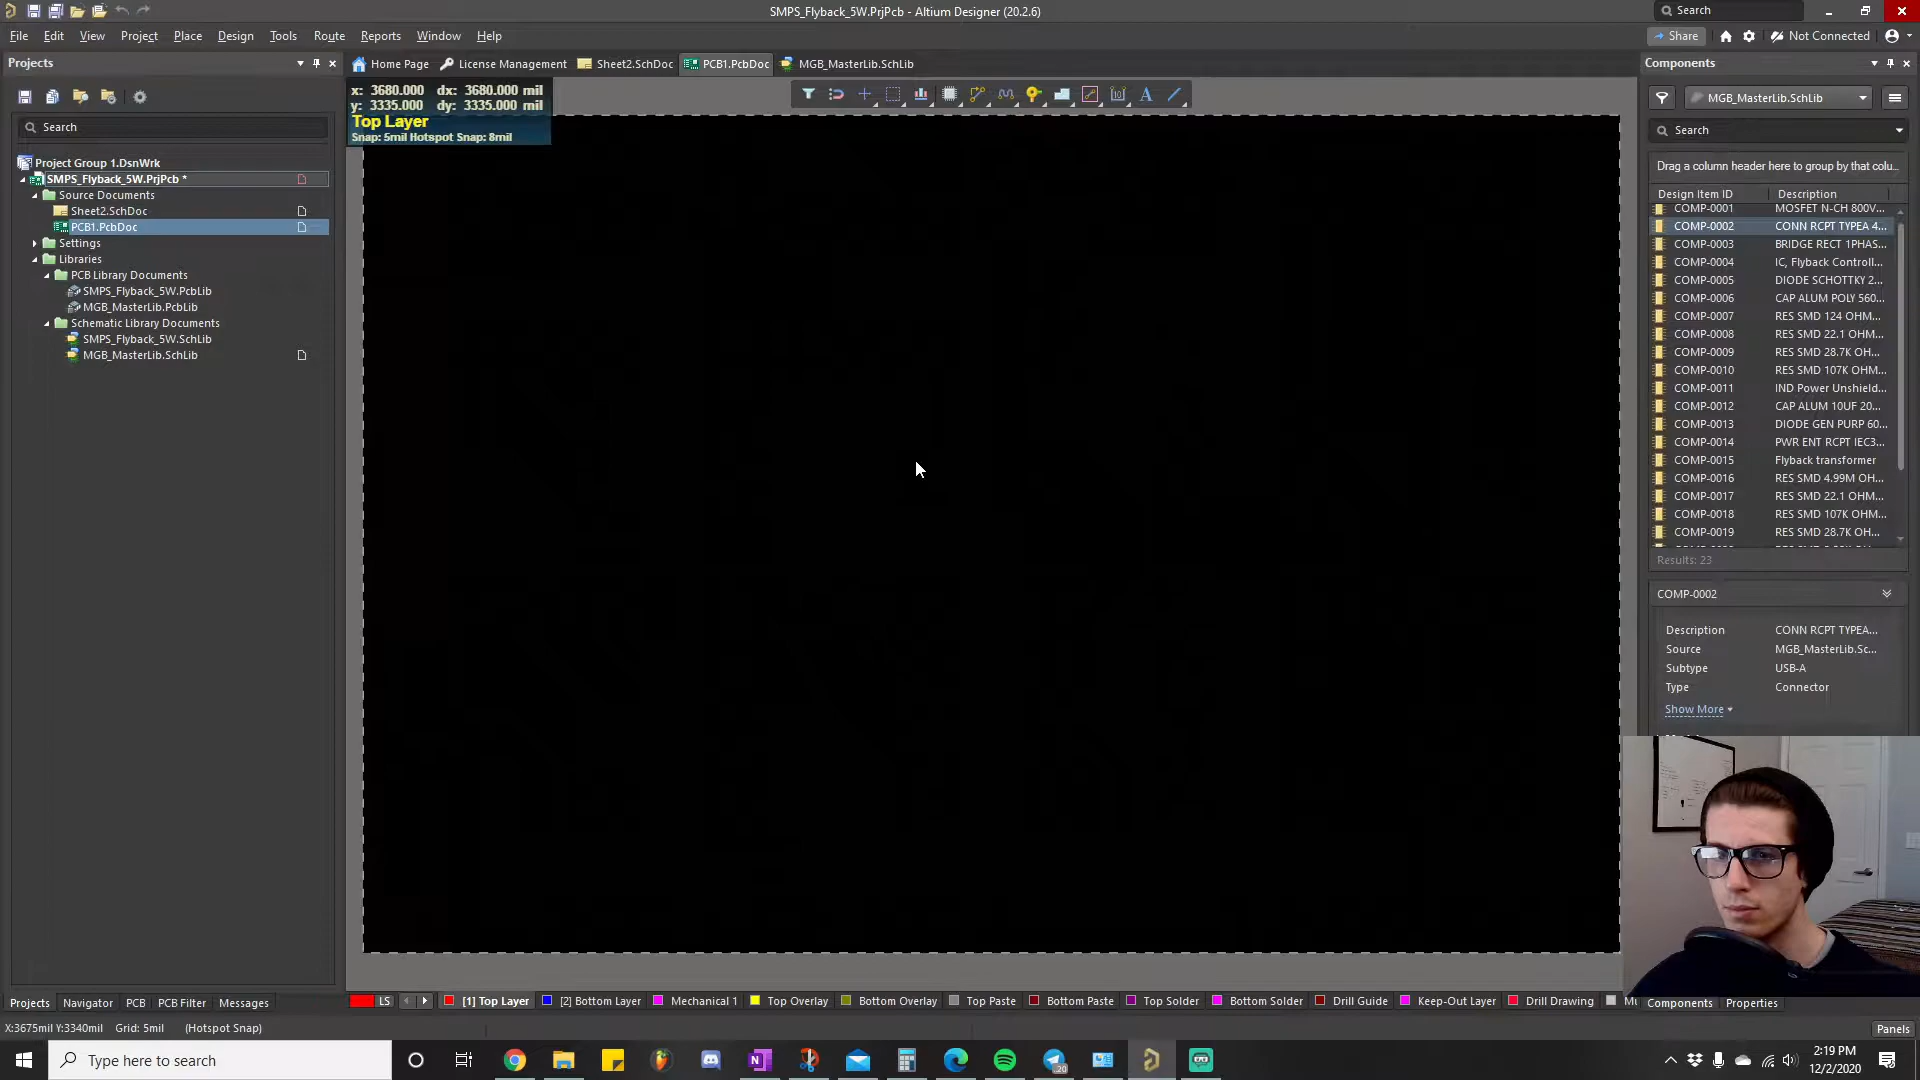 SMPS_Flyback_5W.PrjPcb - Altium Designer (20.2.6)
Search
File Edit View Project Place Design Tools Route Reports Window Help
Share
Not Connected
Projects
Home Page
License Management
Sheet2.SchDoc
PCB1.PcbDoc
MGB_MasterLib.SchLib
Components
x: 3680.000 dx: 3680.000 mil
y: 3335.000 dy: 3335.000 mil
Top Layer
Snap: 5mil Hotspot Snap: 8mil
MGB_MasterLib.SchLib
Search
Search
Project Group 1.DsnWrk
SMPS_Flyback_5W.PrjPcb *
Source Documents
Sheet2.SchDoc
PCB1.PcbDoc
Settings
Libraries
PCB Library Documents
SMPS_Flyback_5W.PcbLib
MGB_MasterLib.PcbLib
Schematic Library Documents
SMPS_Flyback_5W.SchLib
MGB_MasterLib.SchLib
Drag a column header here to group by that colu...
Design Item ID Description
COMP-0001 MOSFET N-CH 800V...
COMP-0002 CONN RCPT TYPEA 4...
COMP-0003 BRIDGE RECT 1PHAS...
COMP-0004 IC, Flyback Controll...
COMP-0005 DIODE SCHOTTKY 2...
COMP-0006 CAP ALUM POLY 560...
COMP-0007 RES SMD 124 OHM...
COMP-0008 RES SMD 22.1 OHM...
COMP-0009 RES SMD 28.7K OH...
COMP-0010 RES SMD 107K OHM...
COMP-0011 IND Power Unshield...
COMP-0012 CAP ALUM 10UF 20...
COMP-0013 DIODE GEN PURP 60...
COMP-0014 PWR ENT RCPT IEC3...
COMP-0015 Flyback transformer
COMP-0016 RES SMD 4.99M OH...
COMP-0017 RES SMD 22.1 OHM...
COMP-0018 RES SMD 107K OHM...
COMP-0019 RES SMD 28.7K OH...
Results: 23
COMP-0002
Description CONN RCPT TYPEA...
Source MGB_MasterLib.Sc...
Subtype USB-A
Type Connector
Show More
Projects Navigator PCB PCB Filter Messages
LS
[1] Top Layer
[2] Bottom Layer
Mechanical 1
Top Overlay
Bottom Overlay
Top Paste
Bottom Paste
Top Solder
Bottom Solder
Drill Guide
Keep-Out Layer
Drill Drawing
Components Properties
X:3675mil Y:3340mil Grid: 5mil (Hotspot Snap)
Panels
Type here to search
2:19 PM
12/2/2020